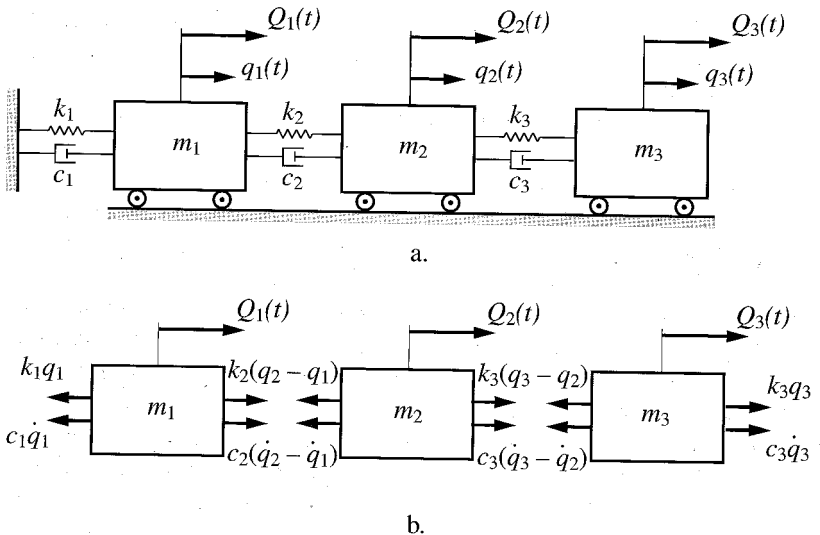 Q₁(t) Q₂(t) Q₃(t)
q₁(t) q₂(t) q₃(t)
k₁ k₂ k₃
m₁ m₂ m₃
c₁ c₂ c₃
a.
Q₁(t) Q₂(t) Q₃(t)
k₁q₁ k₂(q₂ – q₁) k₃(q₃ – q₂) k₃q₃
m₁ m₂ m₃
c₁q̇₁ c₂(q̇₂ – q̇₁) c₃(q̇₃ – q̇₂) c₃q̇₃
b.